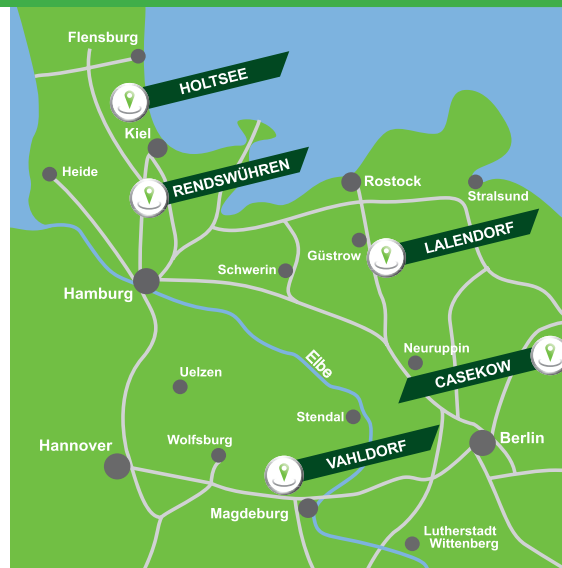 Flensburg
HOLTSEE
Kiel
Heide
RENDSWÜHREN
Rostock
Stralsund
LALENDORF
Güstrow
Schwerin
Hamburg
Neuruppin
Elbe
CASEKOW
Uelzen
Stendal
Hannover
Wolfsburg
VAHLDORF
Berlin
Magdeburg
Lutherstadt
Wittenberg